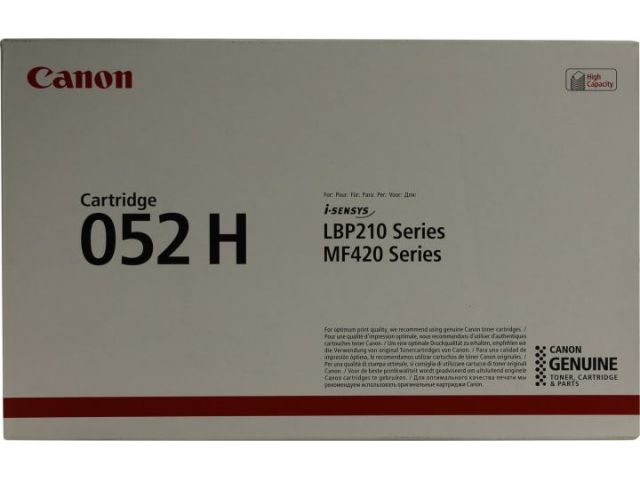 Canon
High
Capacity
Cartridge
052 H
For: Pour: Für: Para: Per: Voor: Для:
i-SENSYS
LBP210 Series
MF420 Series
For optimum print quality, we recommend using genuine Canon toner cartridges. /
Pour une qualité d'impression optimale, nous recommandons d'utiliser d'authentiques
cartouches toner Canon. / Um eine optimale Druckqualität zu erhalten, empfehlen wir
die Verwendung von original Tonercartridges von Canon. / Para una calidad de
impresión óptima, le recomendamos utilizar cartuchos de tóner Canon originales. /
Per una qualità di stampa ottimale, si consiglia l'utilizzo di cartucce toner originali
Canon. / Voor de beste printkwaliteit wordt geadviseerd om uitsluitend originele
Canon cartridges te gebruiken. / Для оптимального качества печати мы
рекомендуем использовать оригинальные картриджи Canon.
CANON
GENUINE
TONER, CARTRIDGE
& PARTS